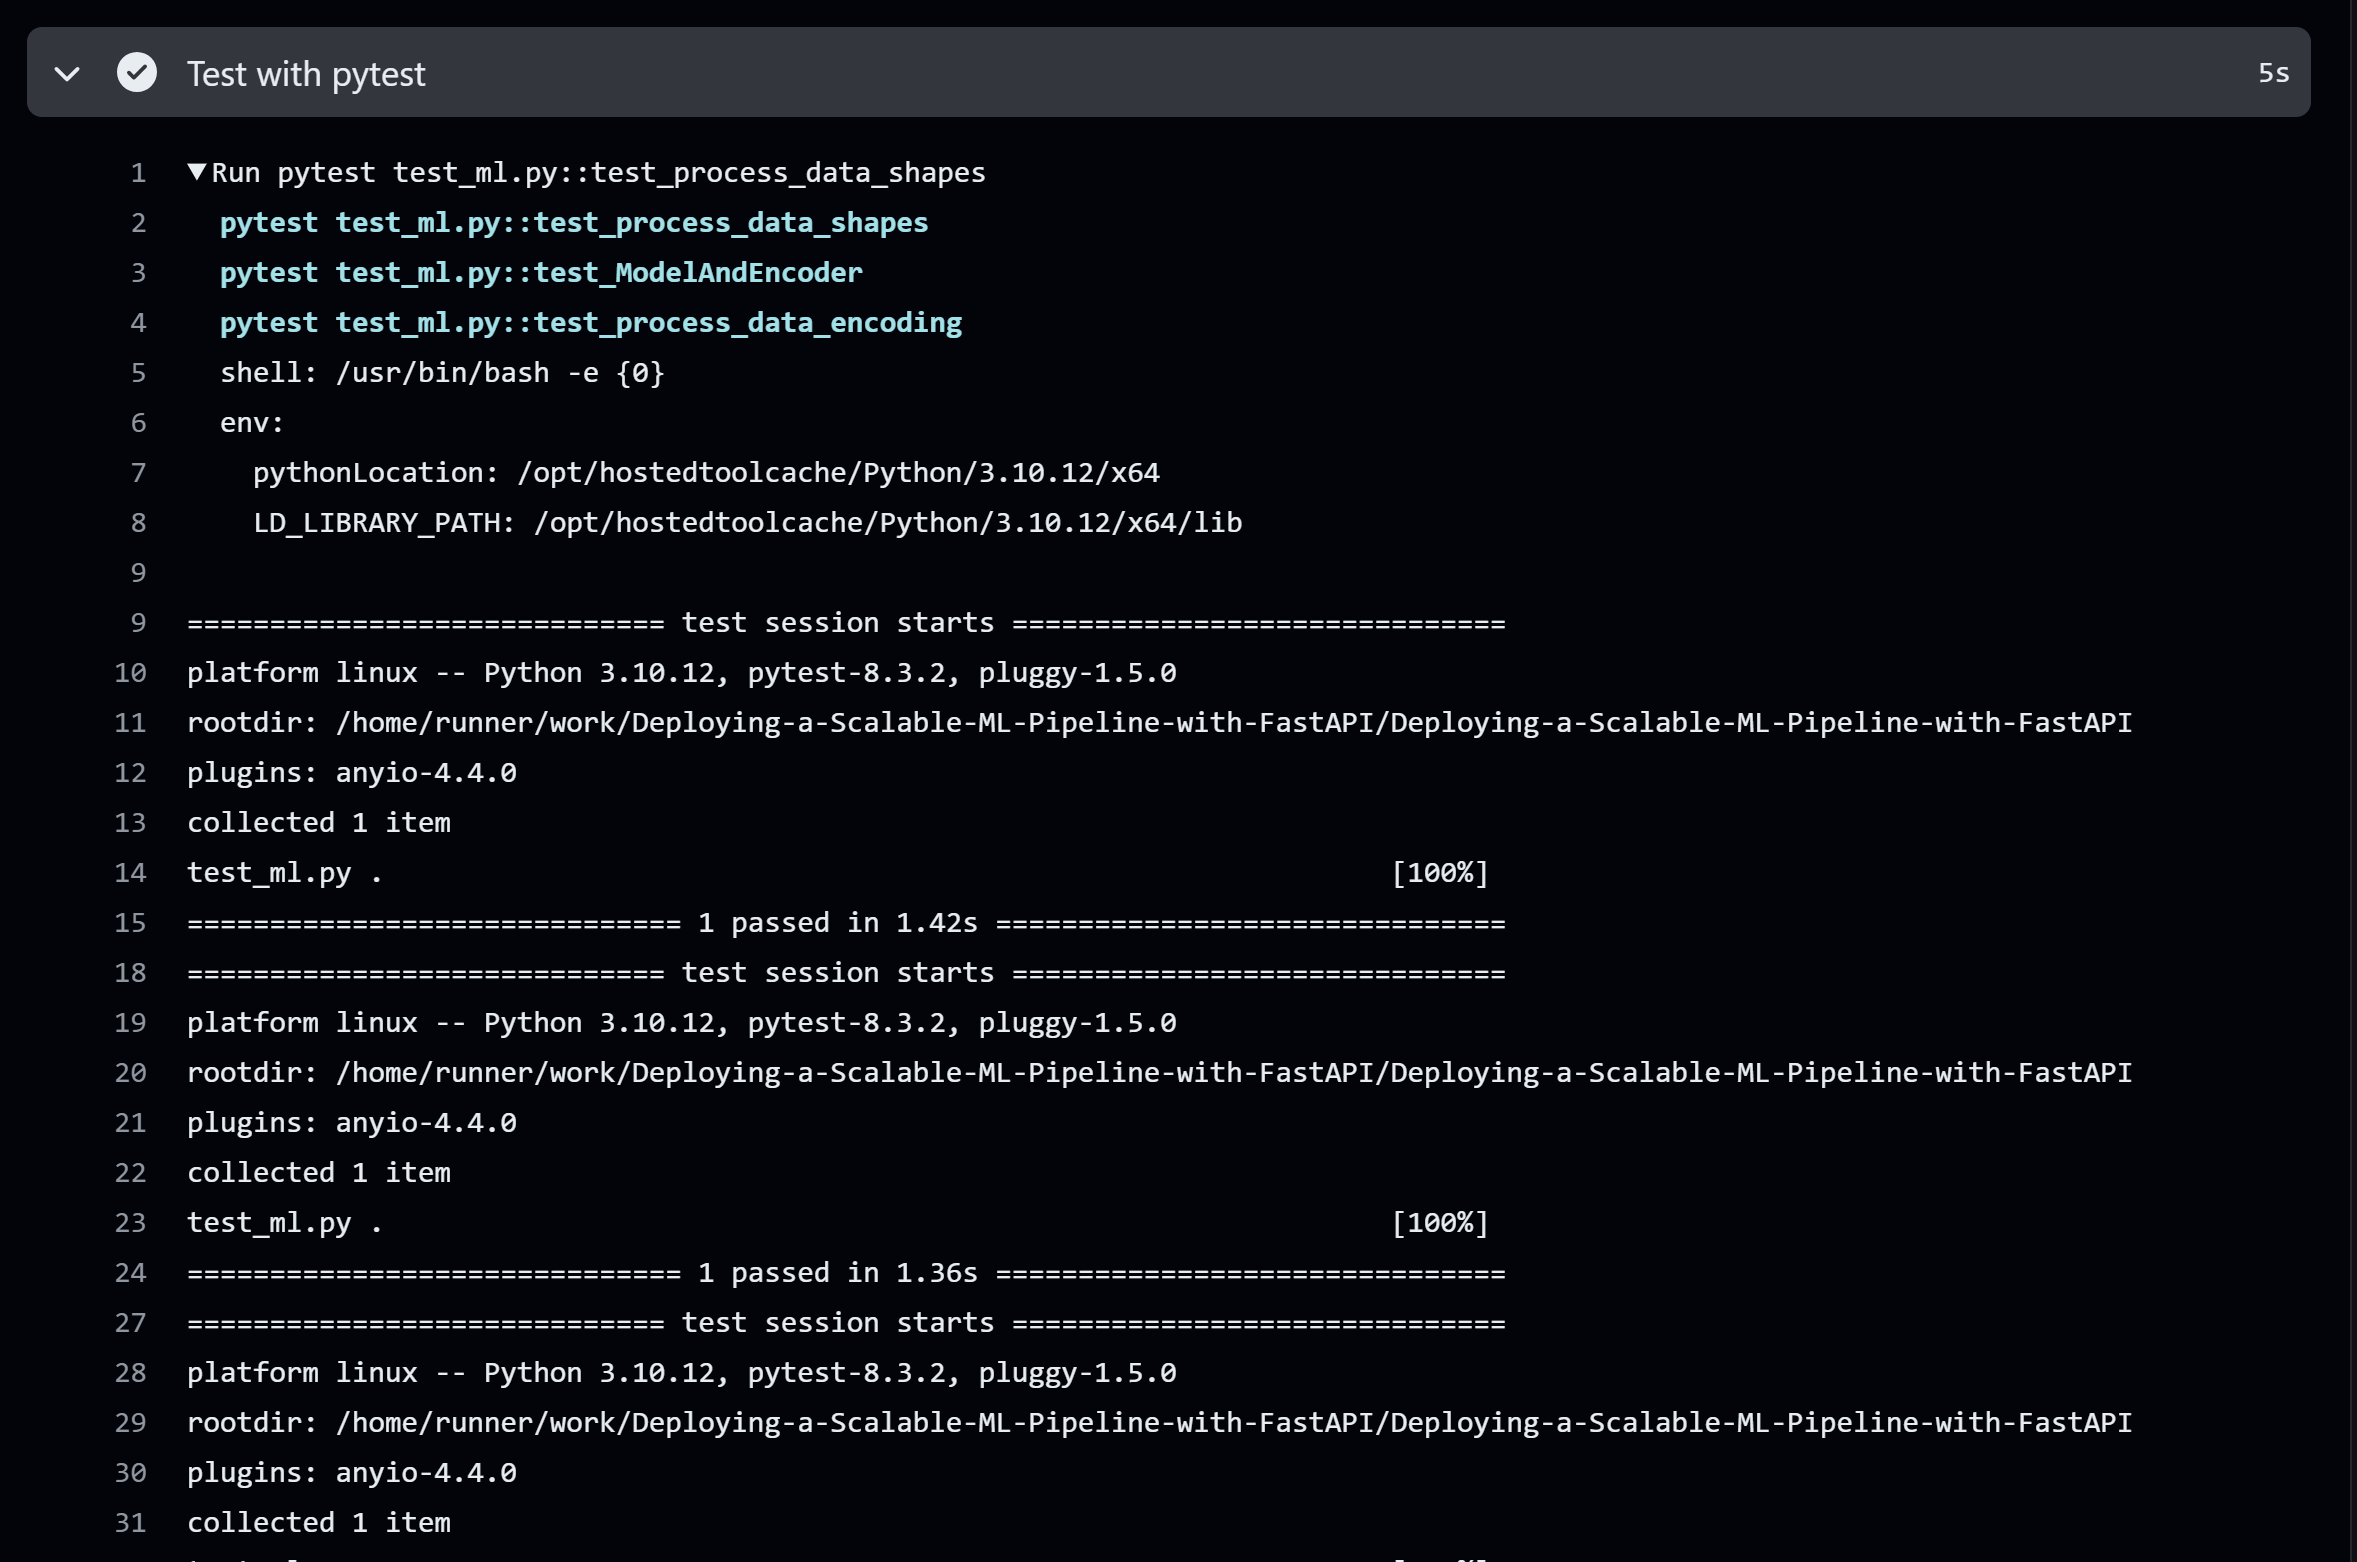 Test with pytest 5s
1 ▼Run pytest test_ml.py::test_process_data_shapes
2 pytest test_ml.py::test_process_data_shapes
3 pytest test_ml.py::test_ModelAndEncoder
4 pytest test_ml.py::test_process_data_encoding
5 shell: /usr/bin/bash -e {0}
6 env:
7 pythonLocation: /opt/hostedtoolcache/Python/3.10.12/x64
8 LD_LIBRARY_PATH: /opt/hostedtoolcache/Python/3.10.12/x64/lib
9
9 ============================= test session starts ==============================
10 platform linux -- Python 3.10.12, pytest-8.3.2, pluggy-1.5.0
11 rootdir: /home/runner/work/Deploying-a-Scalable-ML-Pipeline-with-FastAPI/Deploying-a-Scalable-ML-Pipeline-with-FastAPI
12 plugins: anyio-4.4.0
13 collected 1 item
14 test_ml.py . [100%]
15 ============================== 1 passed in 1.42s ===============================
18 ============================= test session starts ==============================
19 platform linux -- Python 3.10.12, pytest-8.3.2, pluggy-1.5.0
20 rootdir: /home/runner/work/Deploying-a-Scalable-ML-Pipeline-with-FastAPI/Deploying-a-Scalable-ML-Pipeline-with-FastAPI
21 plugins: anyio-4.4.0
22 collected 1 item
23 test_ml.py . [100%]
24 ============================== 1 passed in 1.36s ===============================
27 ============================= test session starts ==============================
28 platform linux -- Python 3.10.12, pytest-8.3.2, pluggy-1.5.0
29 rootdir: /home/runner/work/Deploying-a-Scalable-ML-Pipeline-with-FastAPI/Deploying-a-Scalable-ML-Pipeline-with-FastAPI
30 plugins: anyio-4.4.0
31 collected 1 item